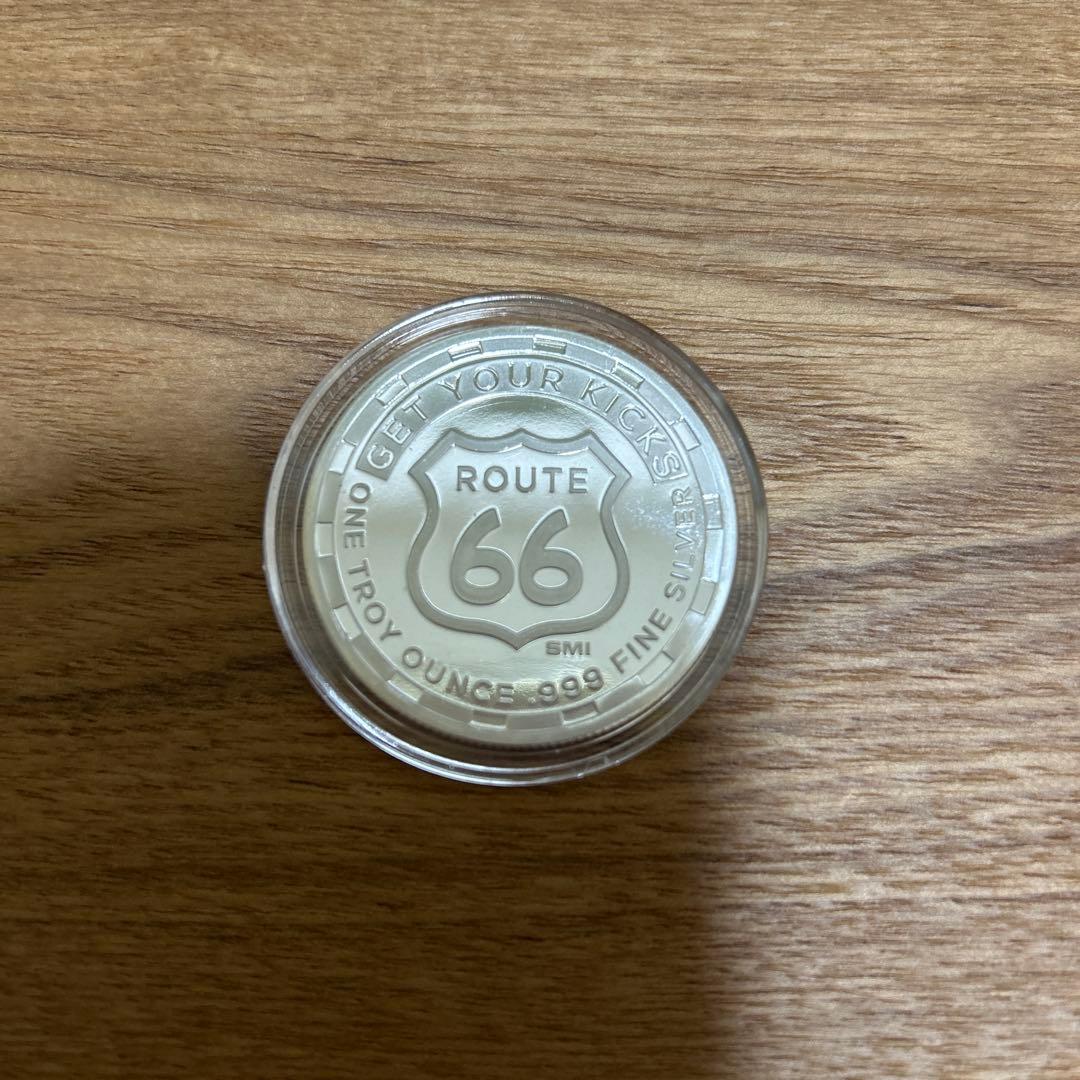 GET YOUR KICKS
ROUTE
66
SMI
ONE TROY OUNCE .999 FINE SILVER